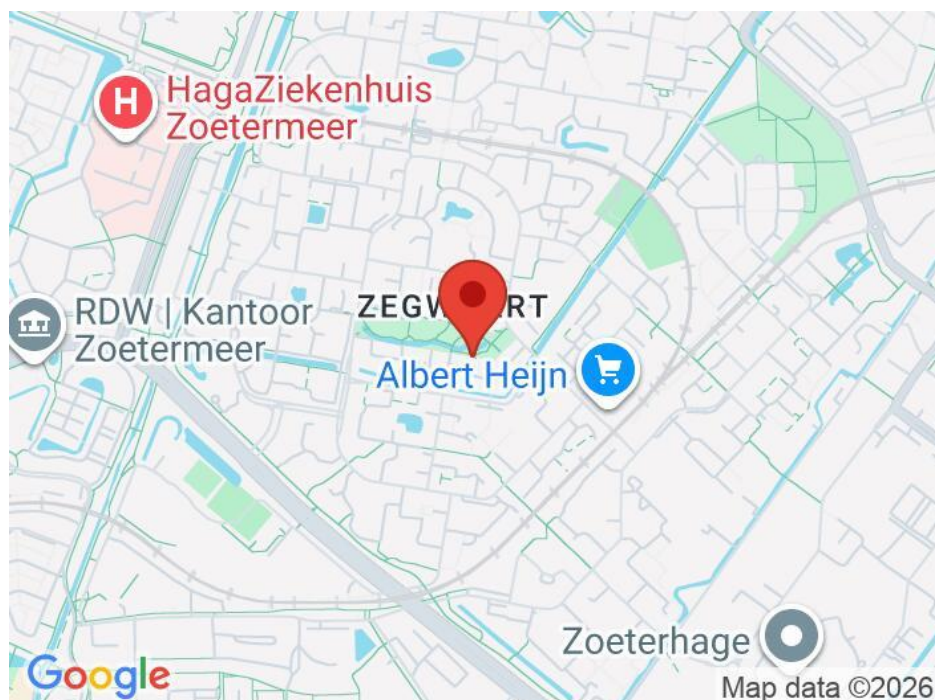 H
HagaZiekenhuis
Zoetermeer
RDW | Kantoor
Zoetermeer
Albert Heijn
Zoeterhage
Google
Map data ©2026